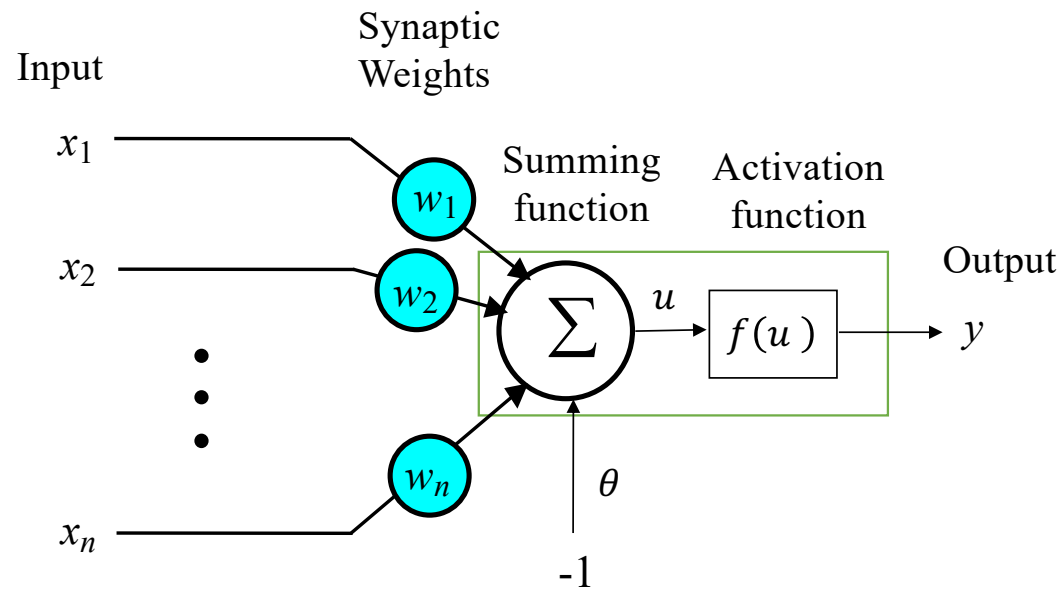 Synaptic
Weights
Input
x₁
w₁
Summing
function
Activation
function
x₂
w₂
Σ
u
f(u)
Output
y
wₙ
θ
xₙ
-1